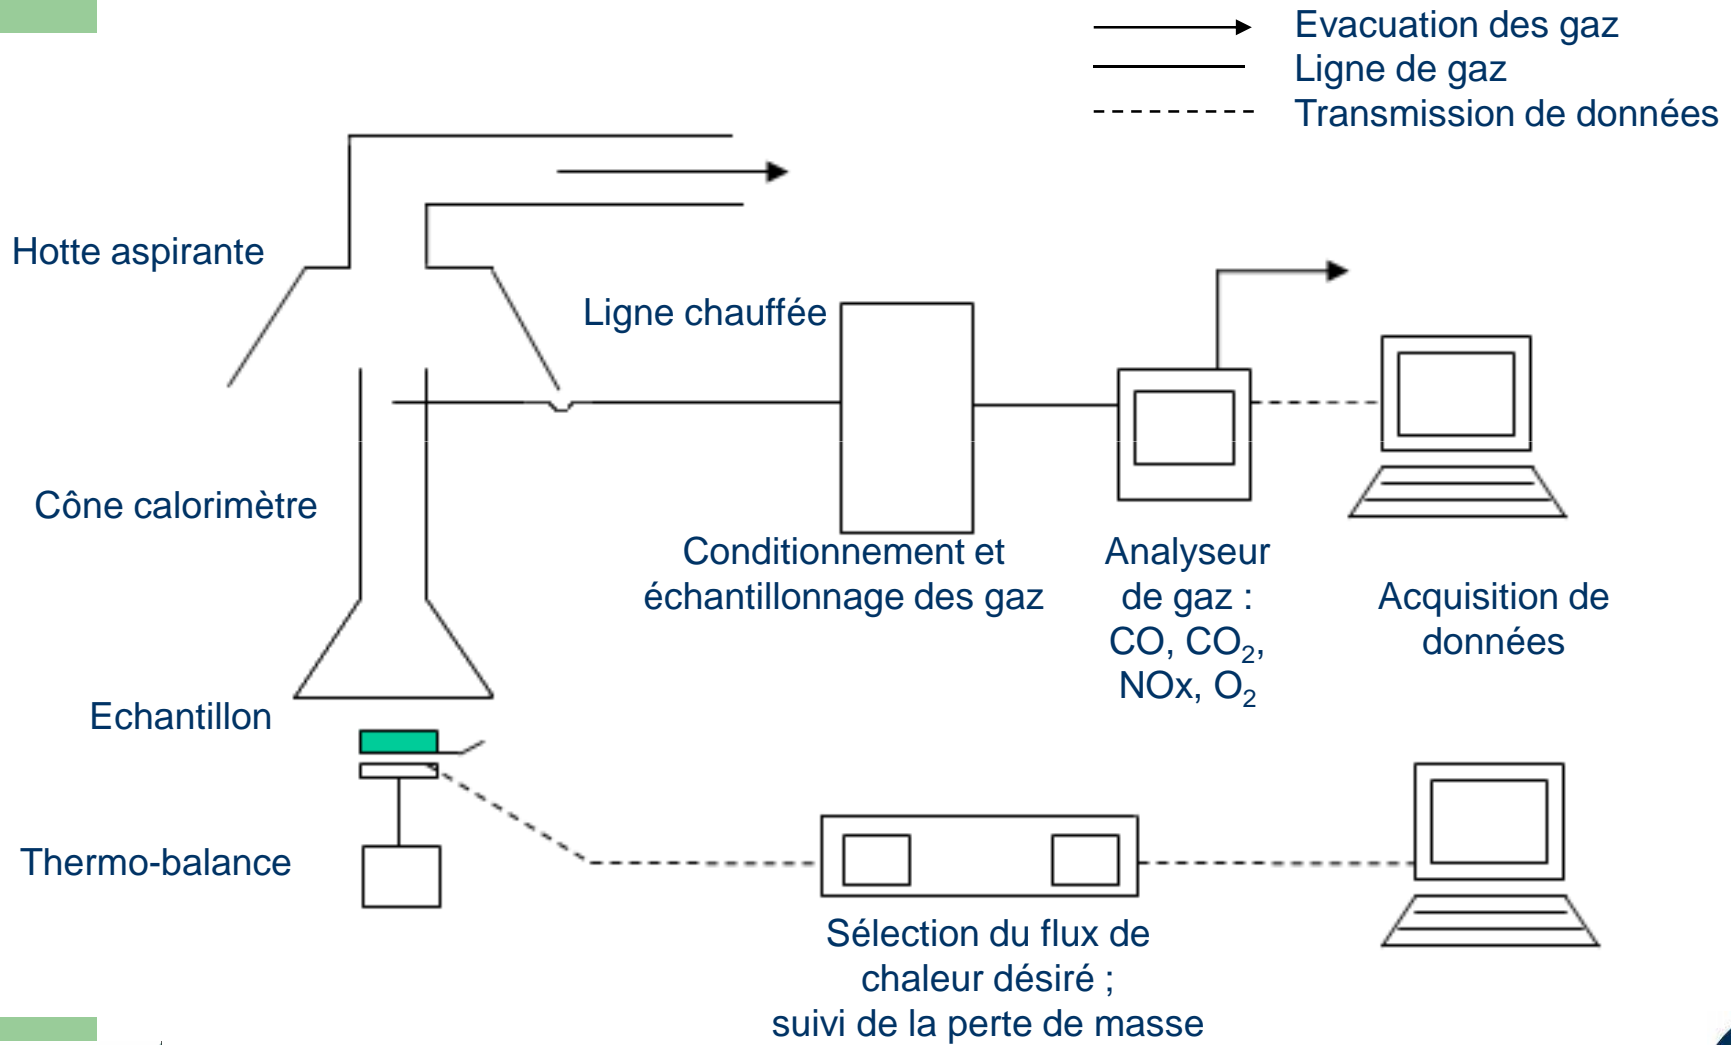 Evacuation des gaz
Ligne de gaz
Transmission de données
Hotte aspirante
Ligne chauffée
Cône calorimètre
Conditionnement et
échantillonnage des gaz
Analyseur
de gaz :
CO, CO₂,
NOx, O₂
Acquisition de
données
Echantillon
Thermo-balance
Sélection du flux de
chaleur désiré ;
suivi de la perte de masse